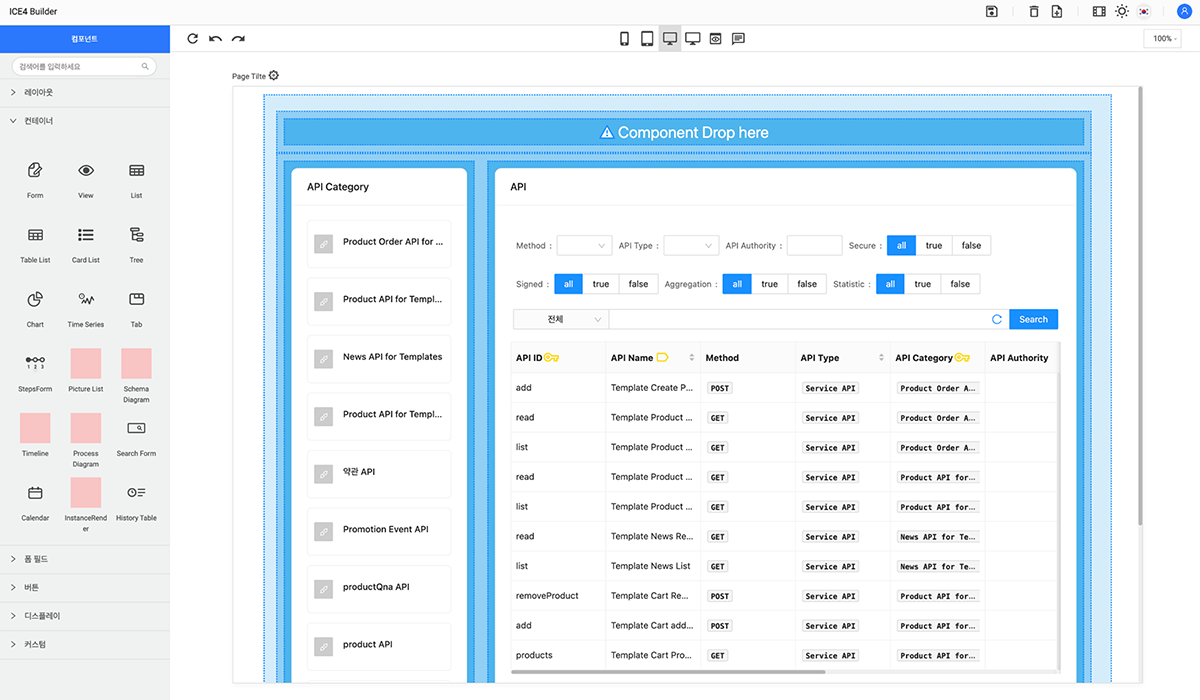 ICE4 Builder
컴포넌트
100%
검색어를 입력하세요
레이아웃
컨테이너
Form
View
List
Table List
Card List
Tree
Chart
Time Series
Tab
1 2 3
StepsForm
Picture List
Schema
Diagram
Timeline
Process
Diagram
Search Form
Calendar
InstanceRend
er
History Table
폼 필드
버튼
디스플레이
커스텀
Page Tilte
Component Drop here
API Category
Product Order API for ...
Product API for Templ...
News API for Templates
Product API for Templ...
약관 API
Promotion Event API
productQna API
product API
API
Method :
API Type :
API Authority :
Secure : all true false
Signed : all true false
Aggregation : all true false
Statistic : all true false
전체
Search
API ID API Name Method API Type API Category API Authority
add Template Create P... POST Service API Product Order A...
read Template Product ... GET Service API Product Order A...
list Template Product ... GET Service API Product Order A...
read Template Product ... GET Service API Product API for...
list Template Product ... GET Service API Product API for...
read Template News Re... GET Service API News API for Te...
list Template News List GET Service API News API for Te...
removeProduct Template Cart Re... POST Service API Product API for...
add Template Cart add... POST Service API Product API for...
products Template Cart Pro... GET Service API Product API for...